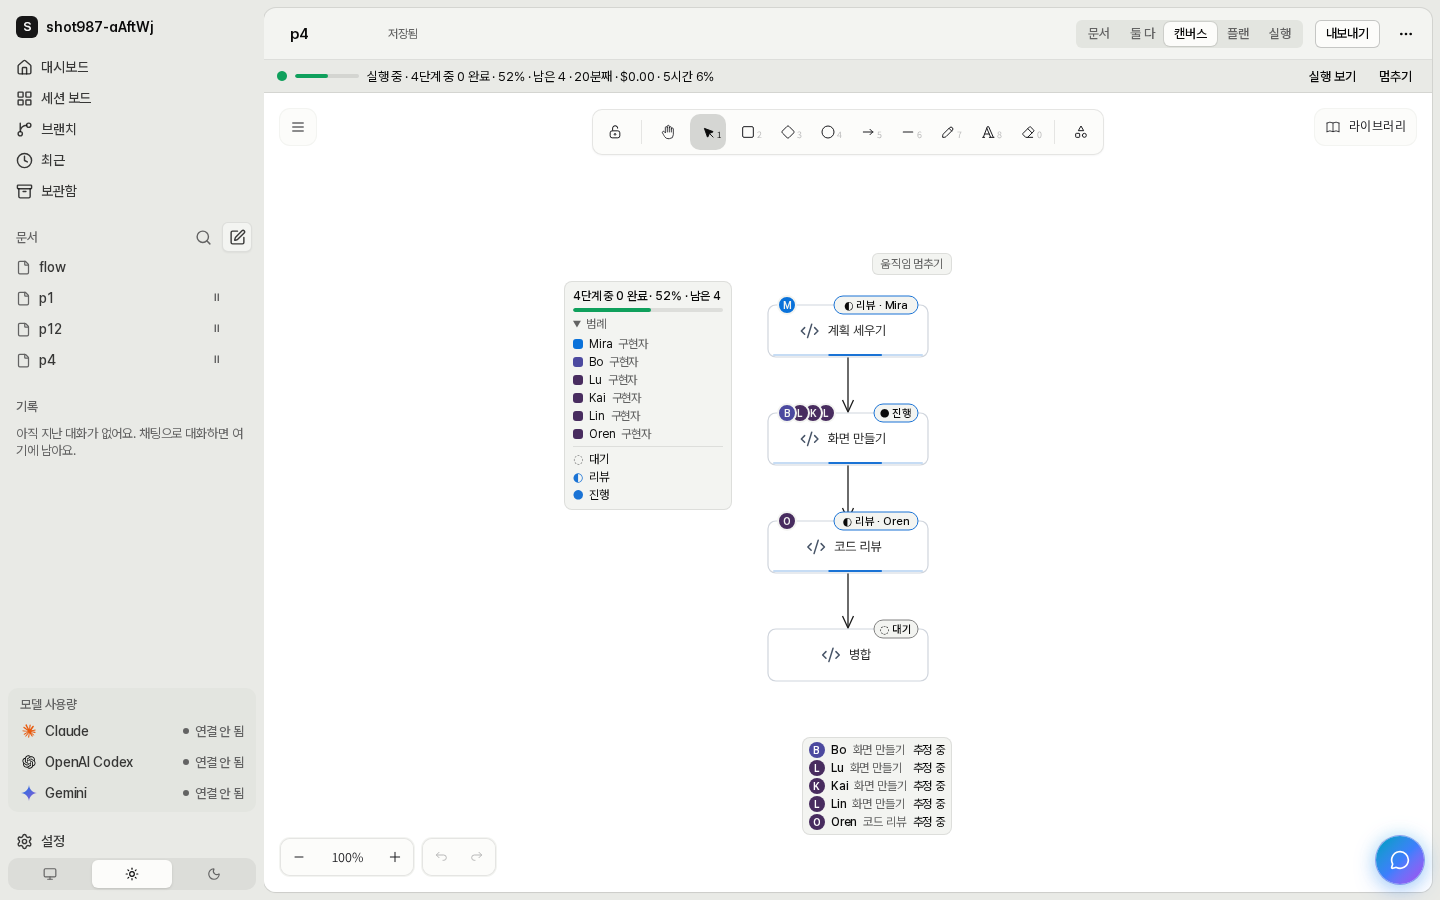 S shot987-aAftWj
대시보드
세션 보드
브랜치
최근
보관함
문서
flow
p1
p12
p4
기록
아직 지난 대화가 없어요. 채팅으로 대화하면 여
기에 남아요.
모델 사용량
Claude 연결 안 됨
OpenAI Codex 연결 안 됨
Gemini 연결 안 됨
설정
p4 저장됨 문서 둘 다 캔버스 플랜 실행 내보내기
실행 중 · 4단계 중 0 완료 · 52% · 남은 4 · 20분째 · $0.00 · 5시간 6% 실행 보기 멈추기
1 2 3 4 5 6 7 A 8 0
라이브러리
움직임 멈추기
4단계 중 0 완료 · 52% · 남은 4
범례
Mira 구현자
Bo 구현자
Lu 구현자
Kai 구현자
Lin 구현자
Oren 구현자
대기
리뷰
진행
M 리뷰 · Mira
계획 세우기
B L K L 진행
화면 만들기
O 리뷰 · Oren
코드 리뷰
대기
병합
B Bo 화면 만들기 추정 중
L Lu 화면 만들기 추정 중
K Kai 화면 만들기 추정 중
L Lin 화면 만들기 추정 중
O Oren 코드 리뷰 추정 중
100%